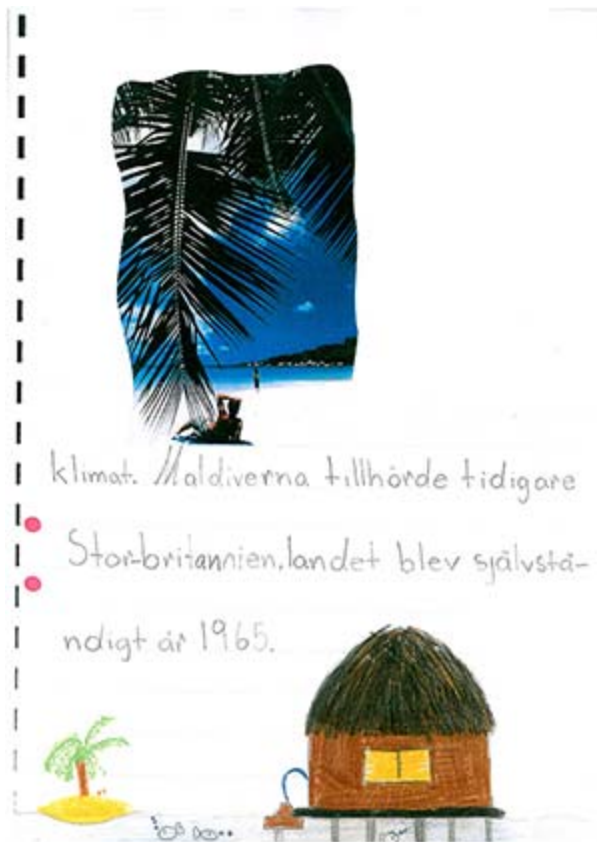 klimat. Maldiverna tillhörde tidigare
Stor-britannien.landet blev självstä-
ndigt år 1965.